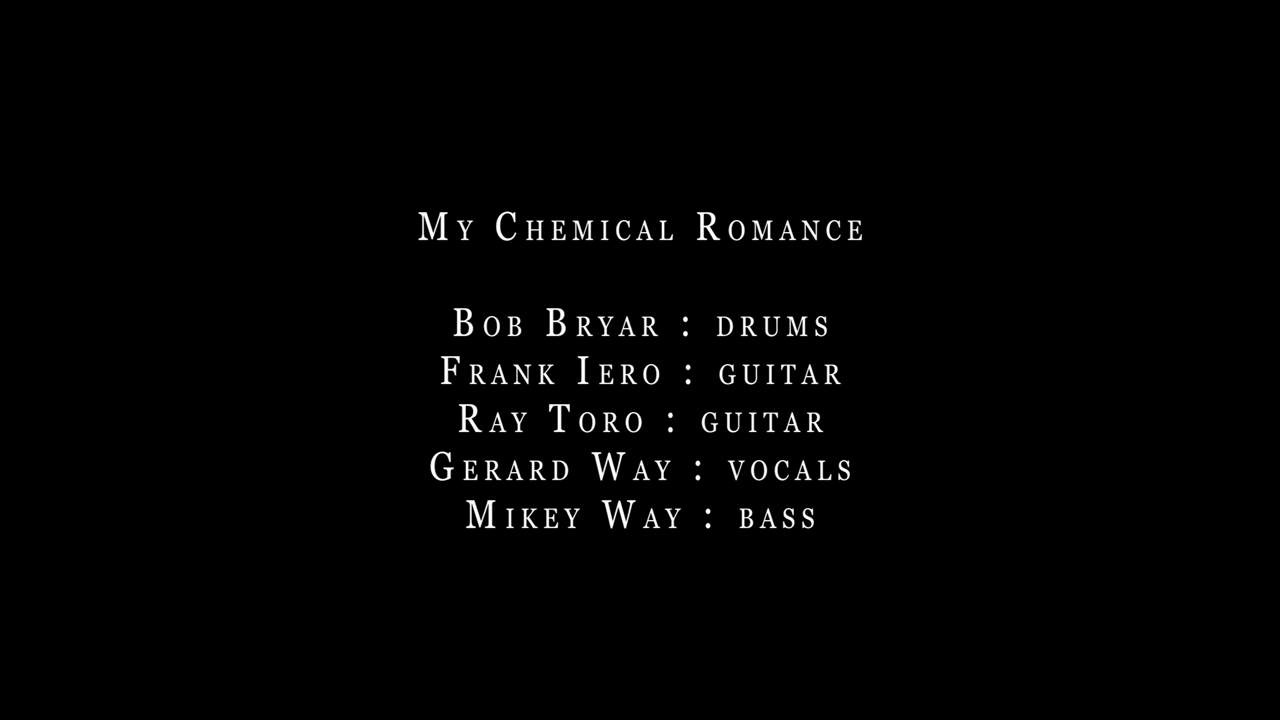 My Chemical Romance
Bob Bryar : drums
Frank Iero : guitar
Ray Toro : guitar
Gerard Way : vocals
Mikey Way : bass